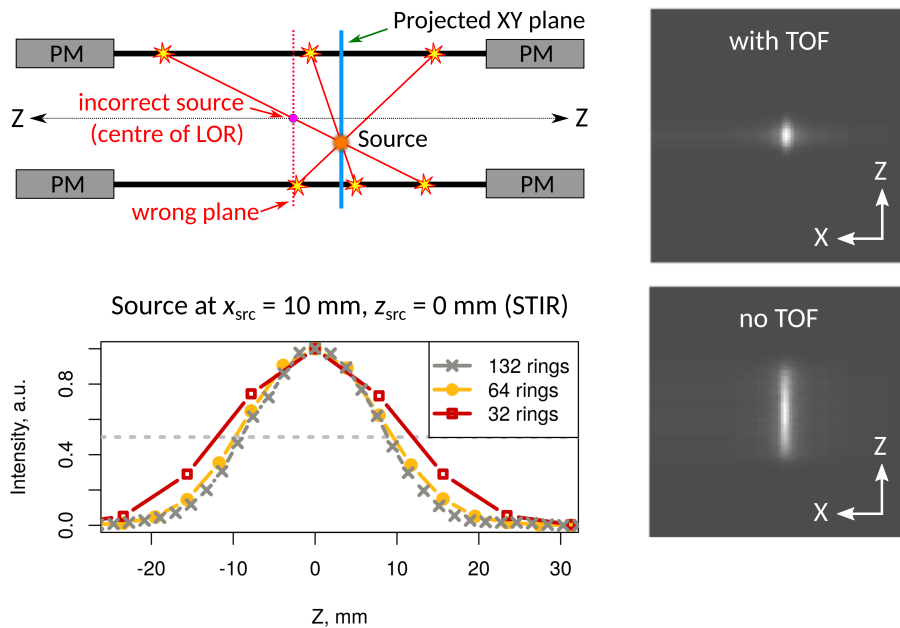 Projected XY plane
PM
PM
incorrect source
(centre of LOR)
Z
Z
Source
PM
PM
wrong plane
with TOF
Z
X
Source at xsrc = 10 mm, zsrc = 0 mm (STIR)
132 rings
64 rings
32 rings
Intensity, a.u.
0.8
0.4
0.0
-20
-10
0
10
20
30
Z, mm
no TOF
Z
X